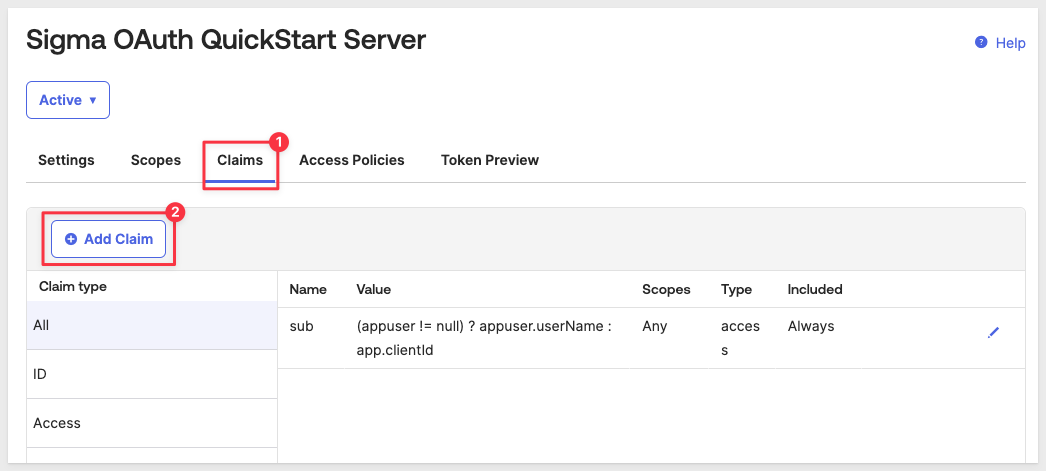 Sigma OAuth QuickStart Server
? Help
Active ▾
1
Settings Scopes Claims Access Policies Token Preview
2
Add Claim
Claim type
Name Value Scopes Type Included
All
sub (appuser != null) ? appuser.userName : Any acces Always
app.clientId s
ID
Access